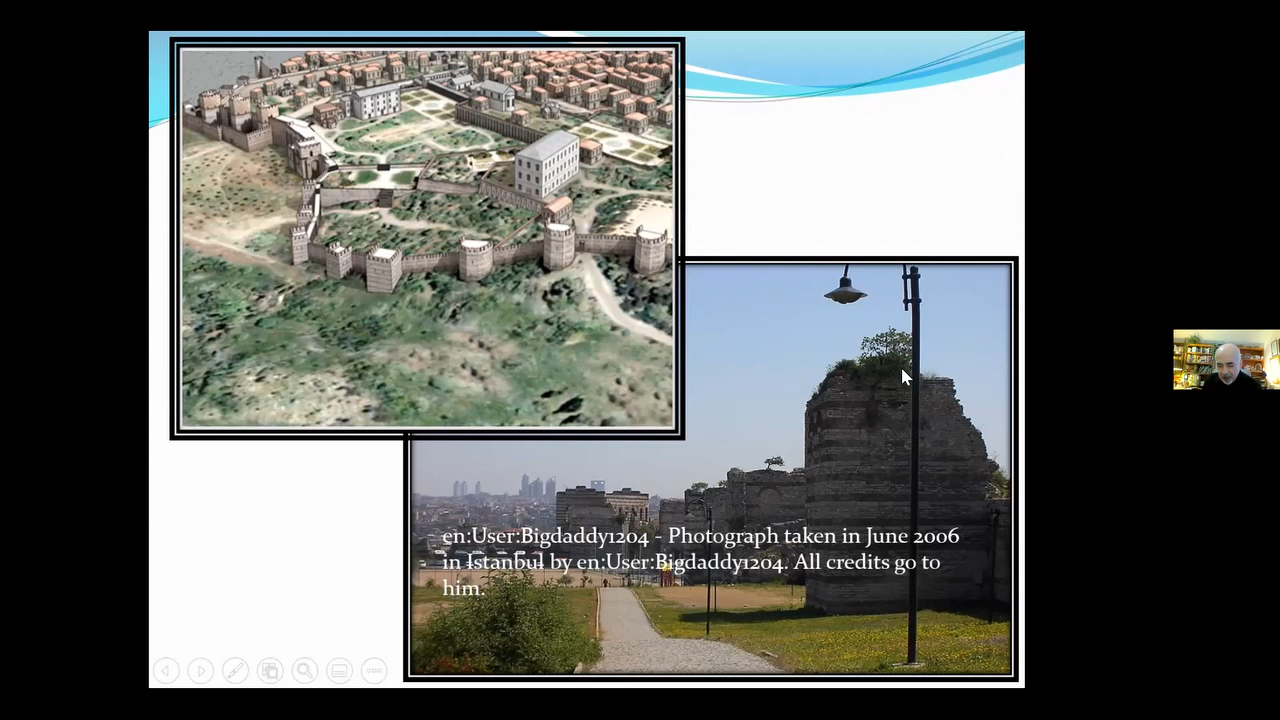 en:User:Bigdaddy1204 - Photograph taken in June 2006
in Istanbul by en:User:Bigdaddy1204. All credits go to
him.